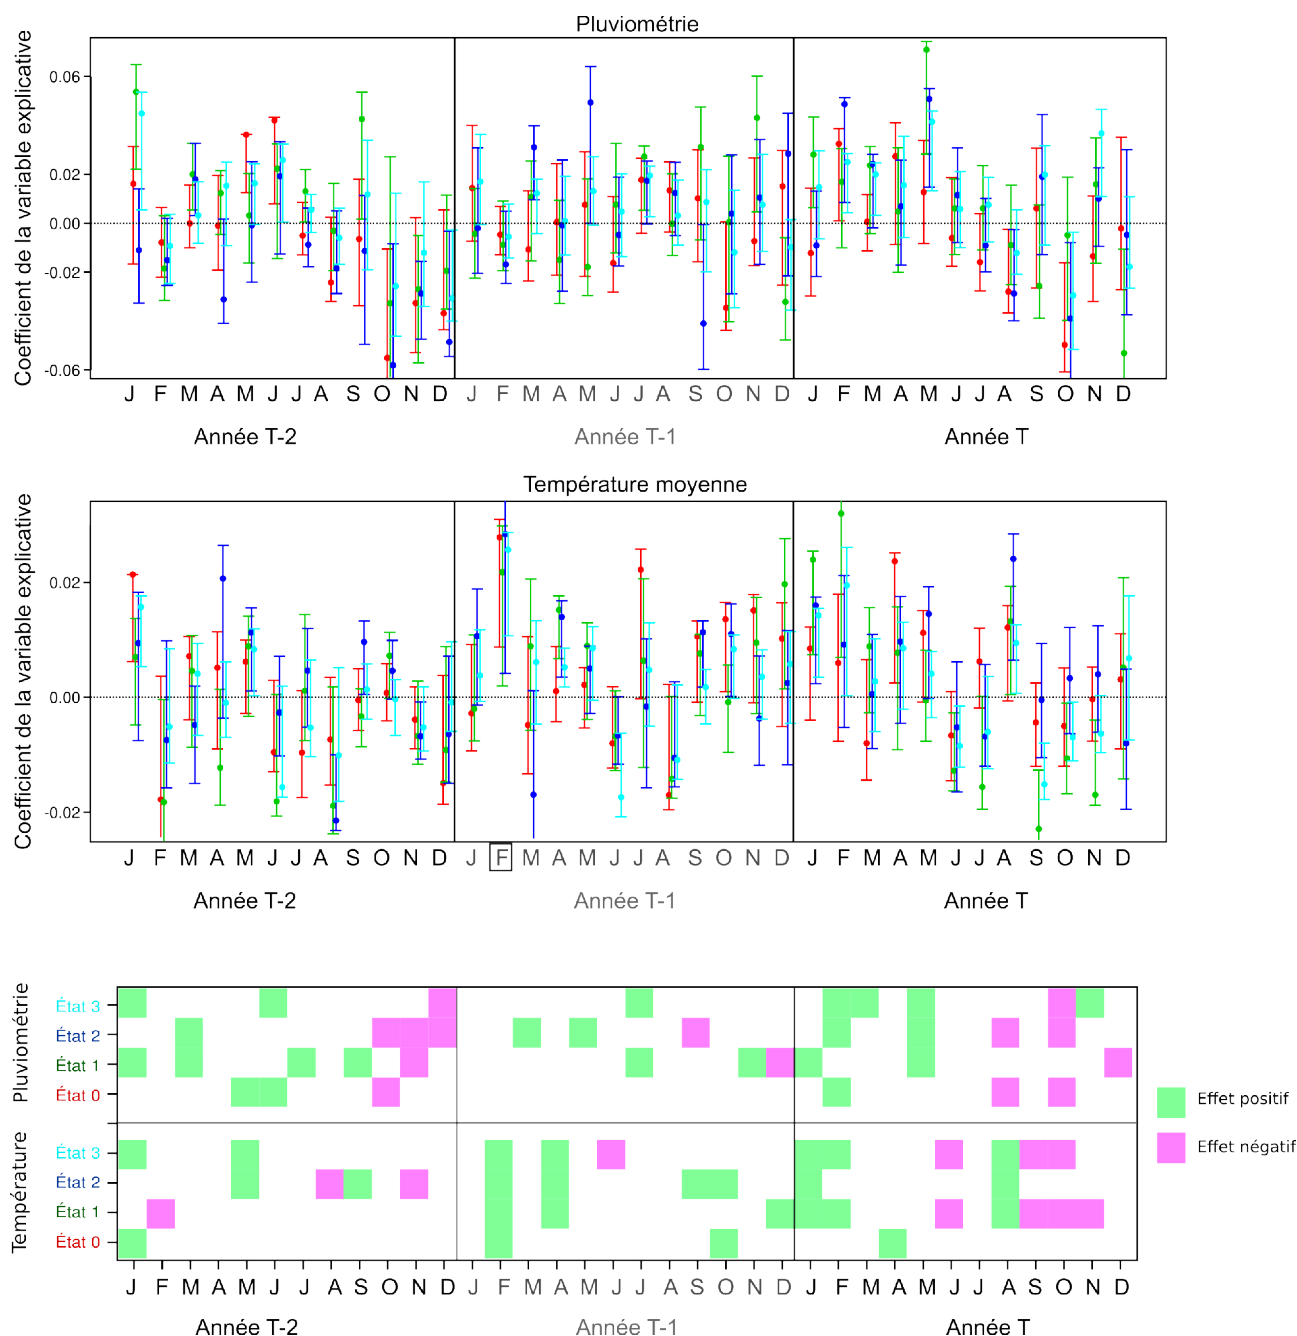 Pluviométrie
Coefficient de la variable explicative
0.06
0.02
0.00
-0.02
-0.06
J F M A M J J A S O N D J F M A M J J A S O N D J F M A M J J A S O N D
Année T-2 Année T-1 Année T
Température moyenne
Coefficient de la variable explicative
0.02
0.00
-0.02
J F M A M J J A S O N D J F M A M J J A S O N D J F M A M J J A S O N D
Année T-2 Année T-1 Année T
Pluviométrie
État 3
État 2
État 1
État 0
Température
État 3
État 2
État 1
État 0
Effet positif
Effet négatif
J F M A M J J A S O N D J F M A M J J A S O N D J F M A M J J A S O N D
Année T-2 Année T-1 Année T